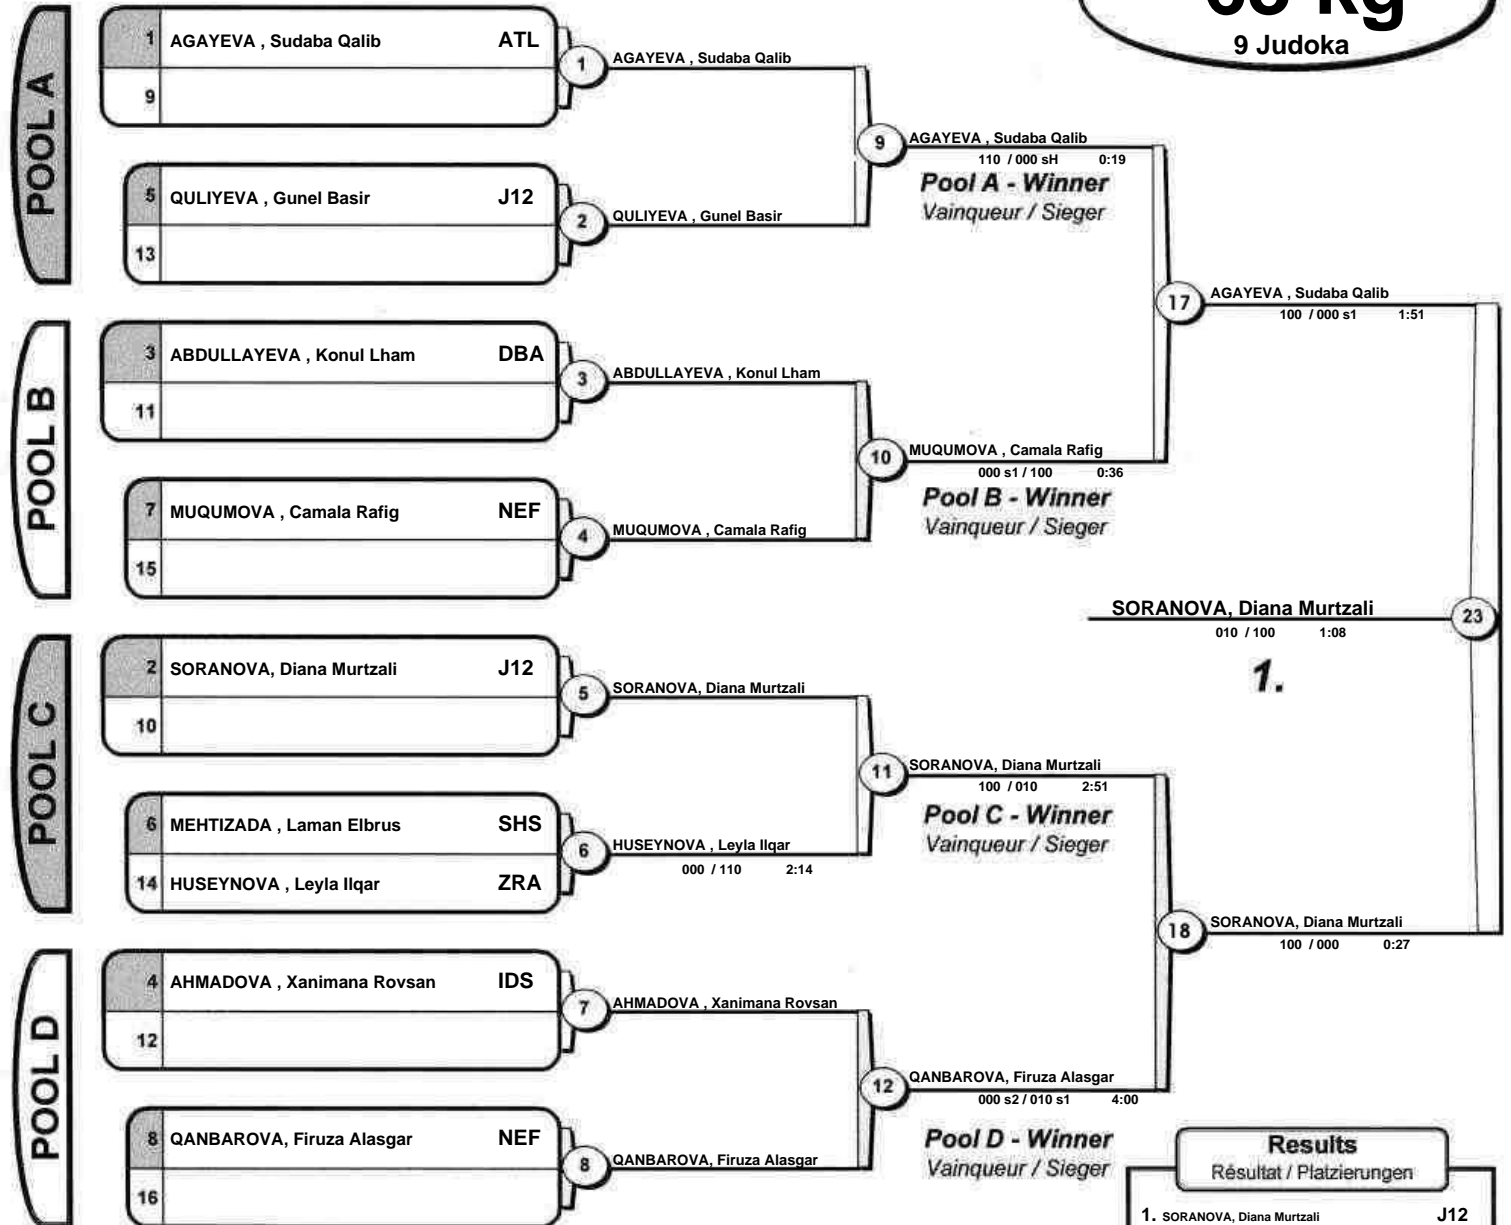 kg
9 Judoka
POOL A
1 AGAYEVA , Sudaba Qalib ATL
9
1 AGAYEVA , Sudaba Qalib
5 QULIYEVA , Gunel Basir J12
13
2 QULIYEVA , Gunel Basir
9 AGAYEVA , Sudaba Qalib
110 / 000 sH 0:19
Pool A - Winner
Vainqueur / Sieger
POOL B
3 ABDULLAYEVA , Konul Lham DBA
11
3 ABDULLAYEVA , Konul Lham
7 MUQUMOVA , Camala Rafig NEF
15
4 MUQUMOVA , Camala Rafig
10 MUQUMOVA , Camala Rafig
000 s1 / 100 0:36
Pool B - Winner
Vainqueur / Sieger
17 AGAYEVA , Sudaba Qalib
100 / 000 s1 1:51
SORANOVA, Diana Murtzali 23
010 / 100 1:08
1.
POOL C
2 SORANOVA, Diana Murtzali J12
10
5 SORANOVA, Diana Murtzali
6 MEHTIZADA , Laman Elbrus SHS
14 HUSEYNOVA , Leyla Ilqar ZRA
6 HUSEYNOVA , Leyla Ilqar
000 / 110 2:14
11 SORANOVA, Diana Murtzali
100 / 010 2:51
Pool C - Winner
Vainqueur / Sieger
18 SORANOVA, Diana Murtzali
100 / 000 0:27
POOL D
4 AHMADOVA , Xanimana Rovsan IDS
12
7 AHMADOVA , Xanimana Rovsan
8 QANBAROVA, Firuza Alasgar NEF
16
8 QANBAROVA, Firuza Alasgar
12 QANBAROVA, Firuza Alasgar
000 s2 / 010 s1 4:00
Pool D - Winner
Vainqueur / Sieger
Results
Résultat / Platzierungen
1. SORANOVA, Diana Murtzali J12